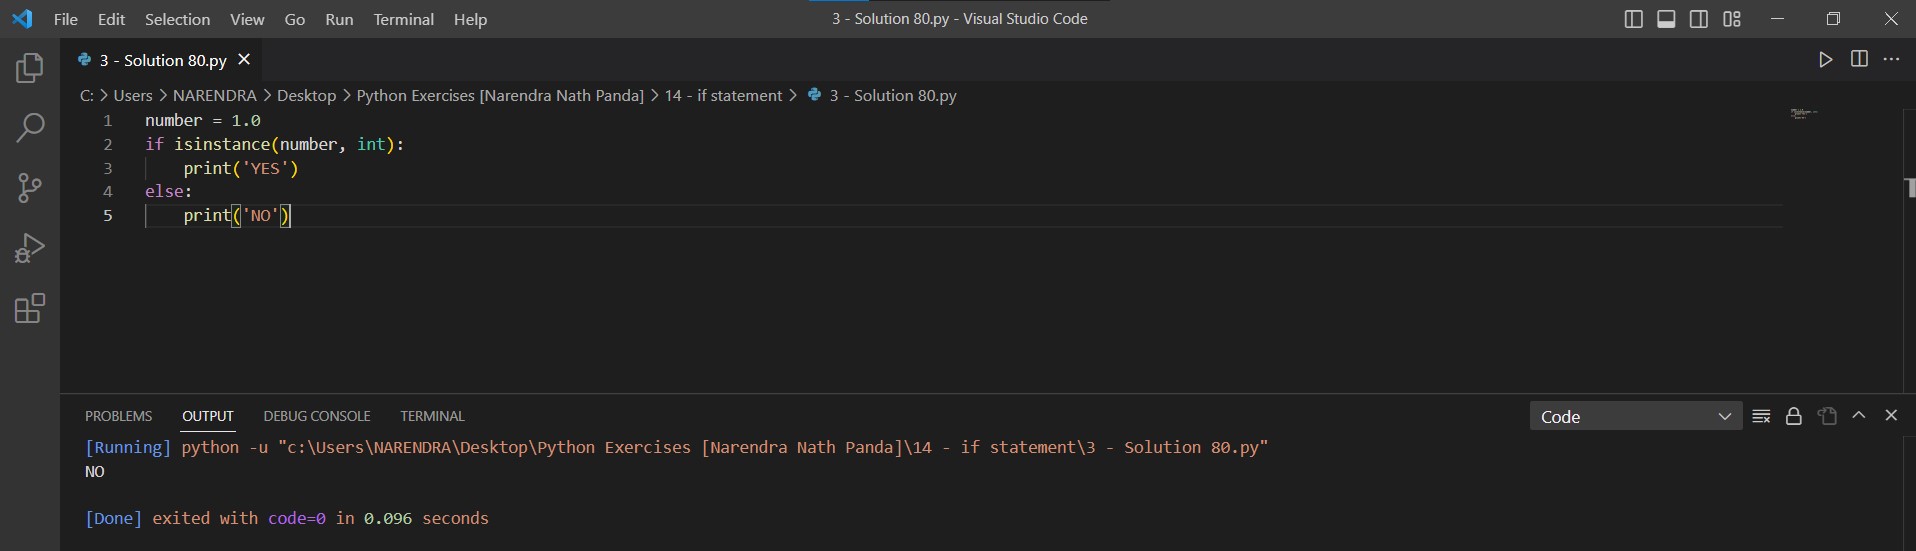 File Edit Selection View Go Run Terminal Help 3 - Solution 80.py - Visual Studio Code
3 - Solution 80.py
C: > Users > NARENDRA > Desktop > Python Exercises [Narendra Nath Panda] > 14 - if statement > 3 - Solution 80.py
1 number = 1.0
2 if isinstance(number, int):
3     print('YES')
4 else:
5     print('NO')
PROBLEMS OUTPUT DEBUG CONSOLE TERMINAL Code
[Running] python -u "c:\Users\NARENDRA\Desktop\Python Exercises [Narendra Nath Panda]\14 - if statement\3 - Solution 80.py"
NO
[Done] exited with code=0 in 0.096 seconds